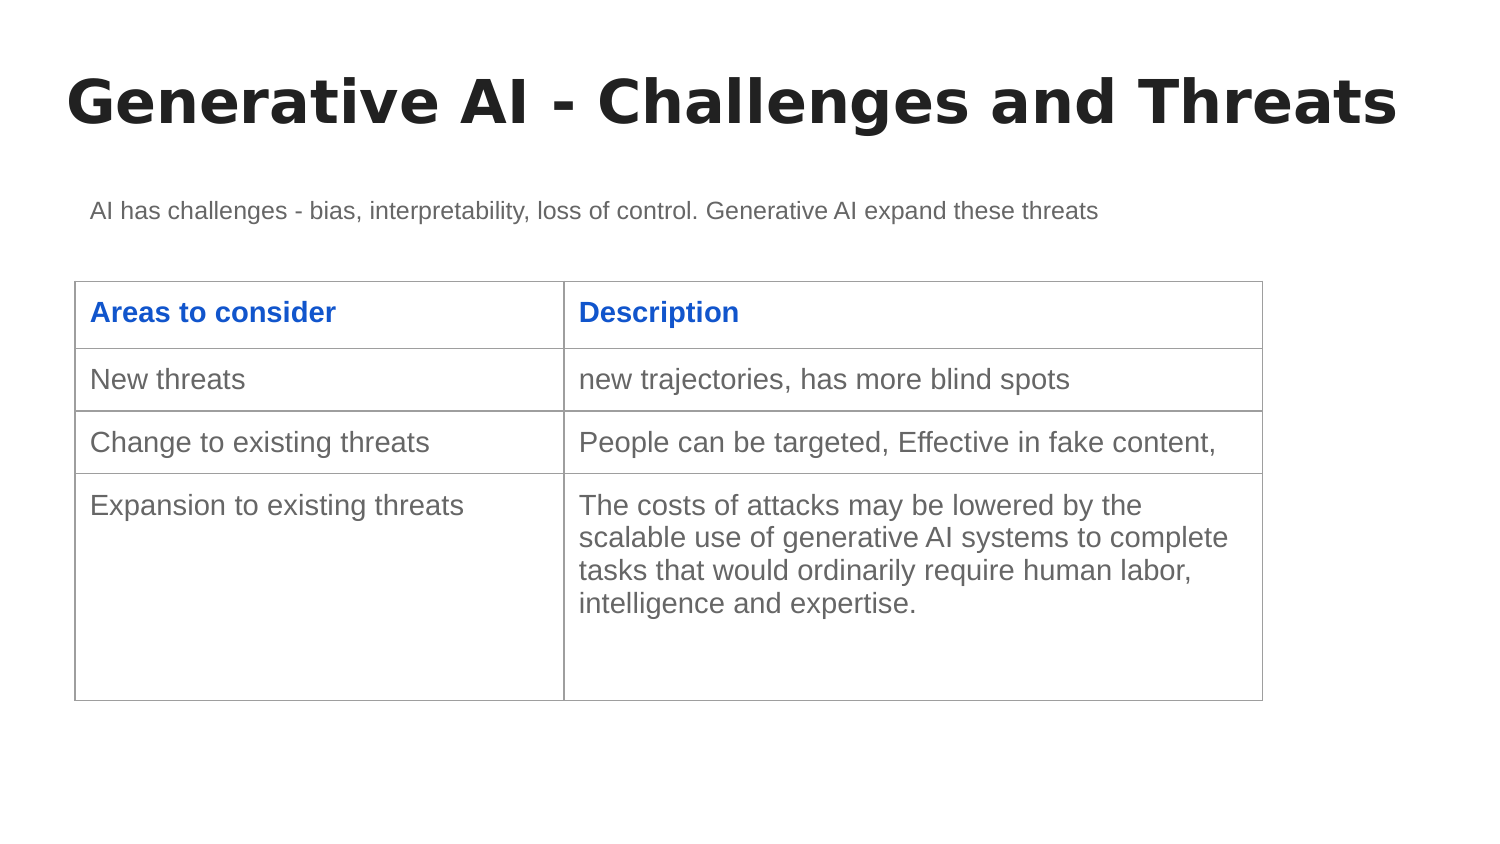 Generative AI - Challenges and Threats
AI has challenges - bias, interpretability, loss of control. Generative AI expand these threats
Areas to consider
Description
New threats
new trajectories, has more blind spots
Change to existing threats
People can be targeted, Effective in fake content,
Expansion to existing threats
The costs of attacks may be lowered by the
scalable use of generative AI systems to complete
tasks that would ordinarily require human labor,
intelligence and expertise.